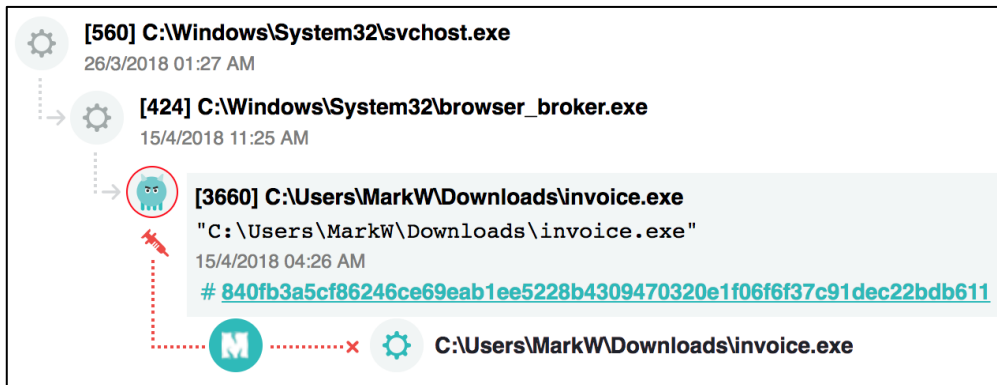 [560] C:\Windows\System32\svchost.exe
26/3/2018 01:27 AM
[424] C:\Windows\System32\browser_broker.exe
15/4/2018 11:25 AM
[3660] C:\Users\MarkW\Downloads\invoice.exe
"C:\Users\MarkW\Downloads\invoice.exe"
15/4/2018 04:26 AM
# 840fb3a5cf86246ce69eab1ee5228b4309470320e1f06f6f37c91dec22bdb611
M
C:\Users\MarkW\Downloads\invoice.exe